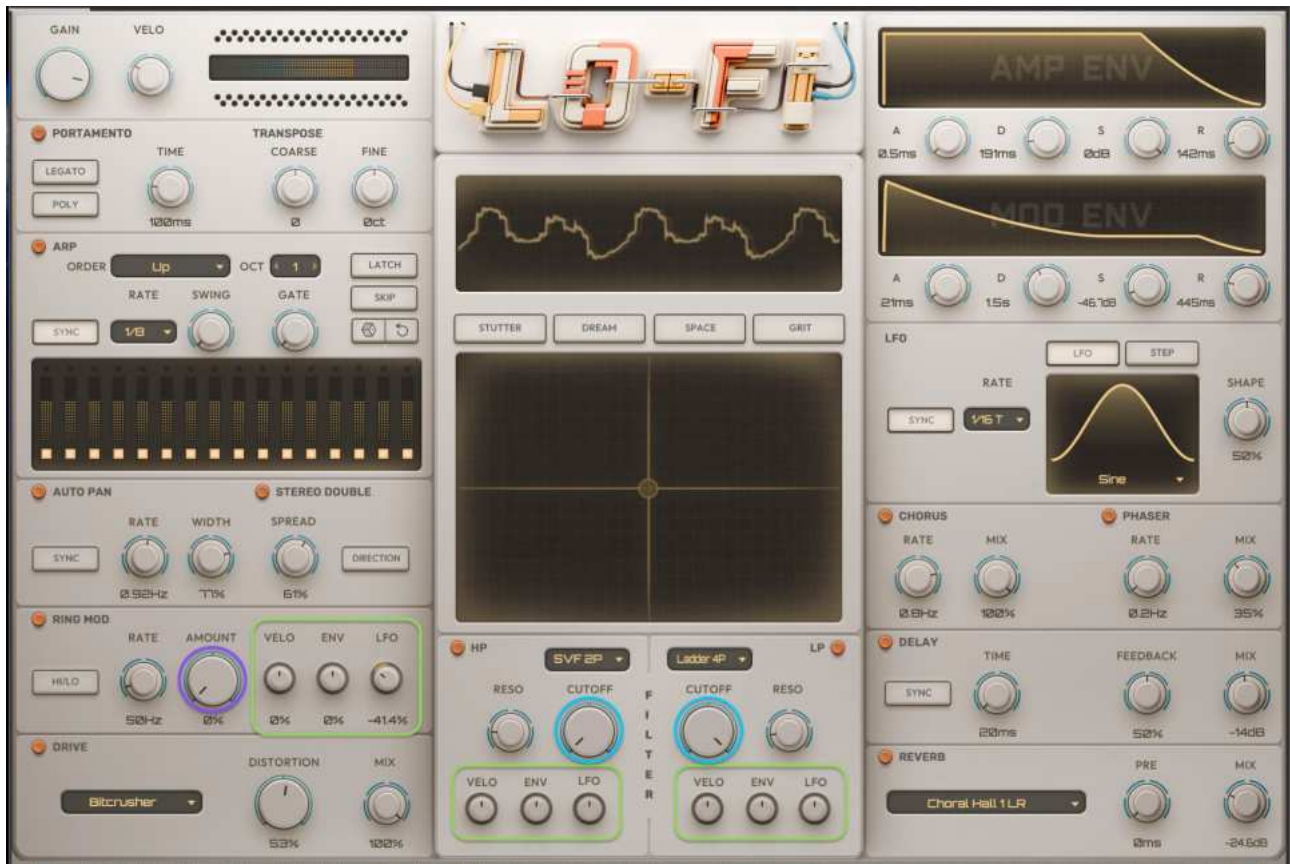 GAIN VELO
PORTAMENTO TRANSPOSE
TIME COARSE FINE
LEGATO
POLY
100ms 0 0ct
ARP
ORDER Up OCT 1 LATCH
RATE SWING GATE SKIP
SYNC 1/8
AUTO PAN STEREO DOUBLE
RATE WIDTH SPREAD
SYNC DIRECTION
0.92Hz 77% 61%
RING MOD
RATE AMOUNT VELO ENV LFO
HI/LO
50Hz 0% 0% 0% -41.4%
DRIVE
DISTORTION MIX
Bitcrusher
53% 100%
LO-FI
STUTTER DREAM SPACE GRIT
HP SVF 2P Ladder 4P LP
RESO CUTOFF CUTOFF RESO
FILTER
VELO ENV LFO VELO ENV LFO
AMP ENV
A D S R
0.5ms 191ms 0dB 142ms
MOD ENV
A D S R
21ms 1.5s -46.7dB 445ms
LFO
LFO STEP
RATE SHAPE
SYNC 1/16 T
50%
Sine
CHORUS PHASER
RATE MIX RATE MIX
0.8Hz 100% 0.2Hz 35%
DELAY
TIME FEEDBACK MIX
SYNC
20ms 50% -14dB
REVERB
PRE MIX
Choral Hall 1 LR
0ms -24.6dB